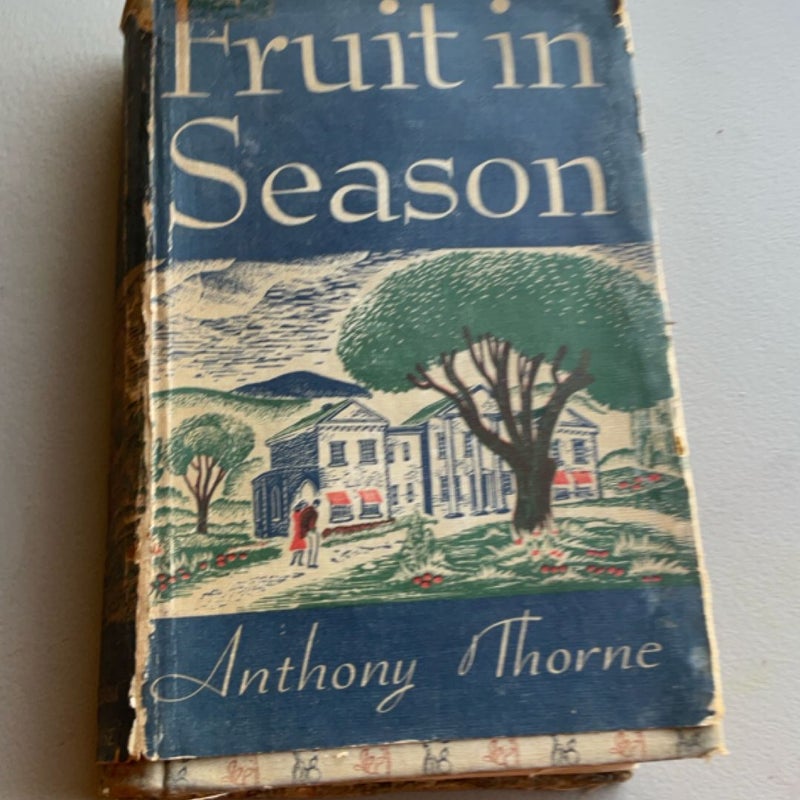 Fruit in
Season
Anthony Thorne